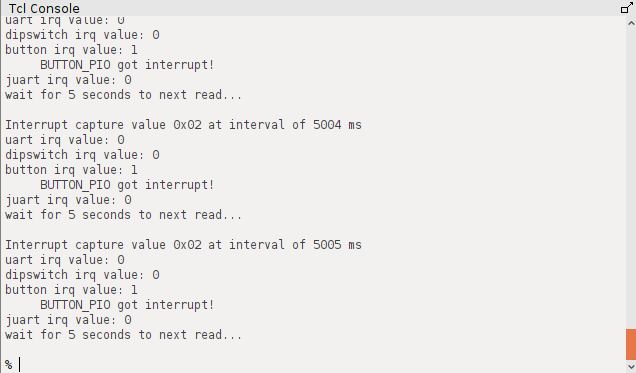 Tcl Console
uart irq value: 0
dipswitch irq value: 0
button irq value: 1
BUTTON_PIO got interrupt!
juart irq value: 0
wait for 5 seconds to next read...
Interrupt capture value 0x02 at interval of 5004 ms
uart irq value: 0
dipswitch irq value: 0
button irq value: 1
BUTTON_PIO got interrupt!
juart irq value: 0
wait for 5 seconds to next read...
Interrupt capture value 0x02 at interval of 5005 ms
uart irq value: 0
dipswitch irq value: 0
button irq value: 1
BUTTON_PIO got interrupt!
juart irq value: 0
wait for 5 seconds to next read...
%